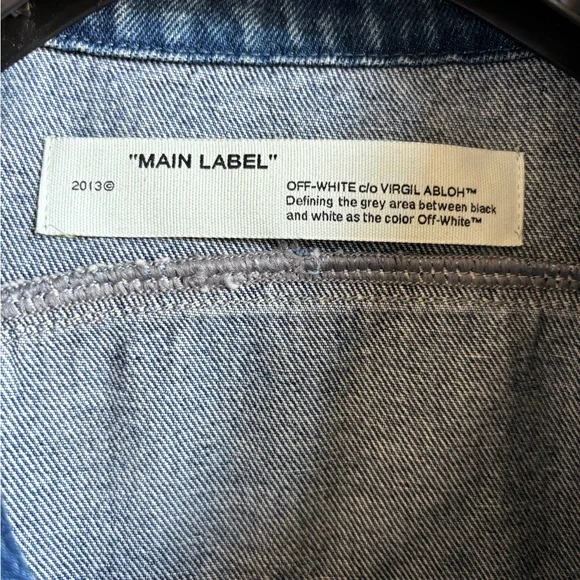 "MAIN LABEL"
2013©
OFF-WHITE c/o VIRGIL ABLOH™
Defining the grey area between black
and white as the color Off-White™